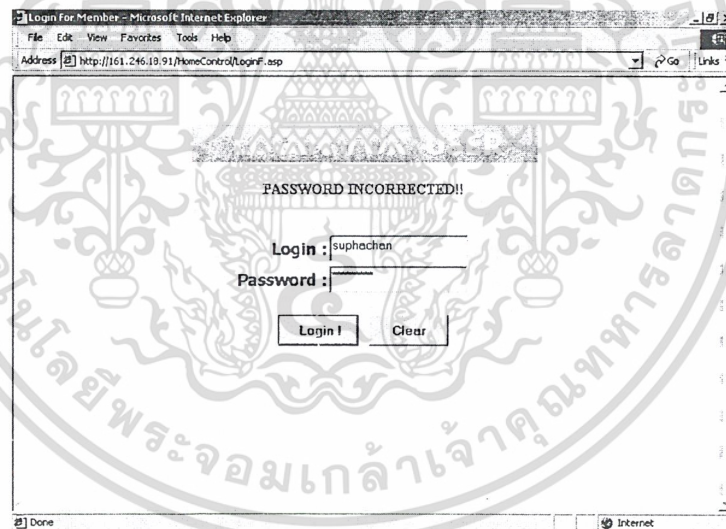 Login For Member - Microsoft Internet Explorer
File Edit View Favorites Tools Help
Address http://161.246.18.91/HomeControl/LoginF.asp Go Links
PASSWORD INCORRECTED!!
Login : suphachan
Password :
Login ! Clear
Done Internet